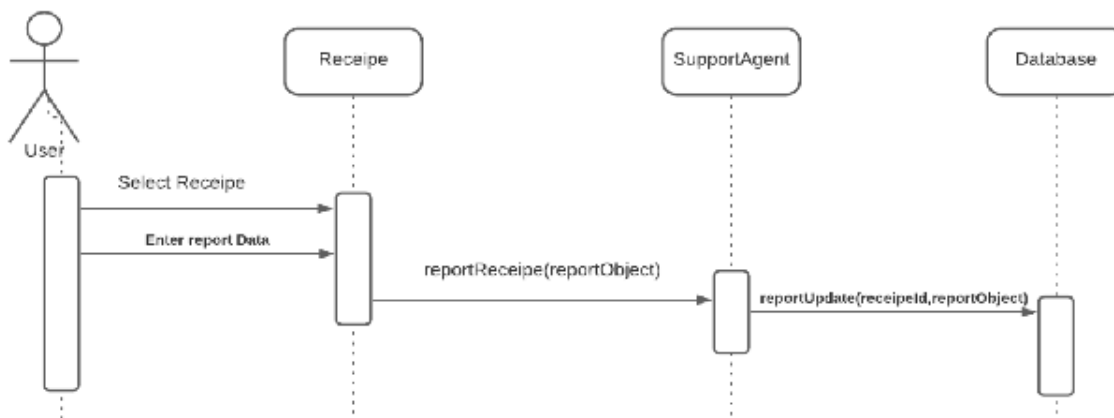 Receipe
SupportAgent
Database
User
Select Receipe
Enter report Data
reportReceipe(reportObject)
reportUpdate(receipeId,reportObject)